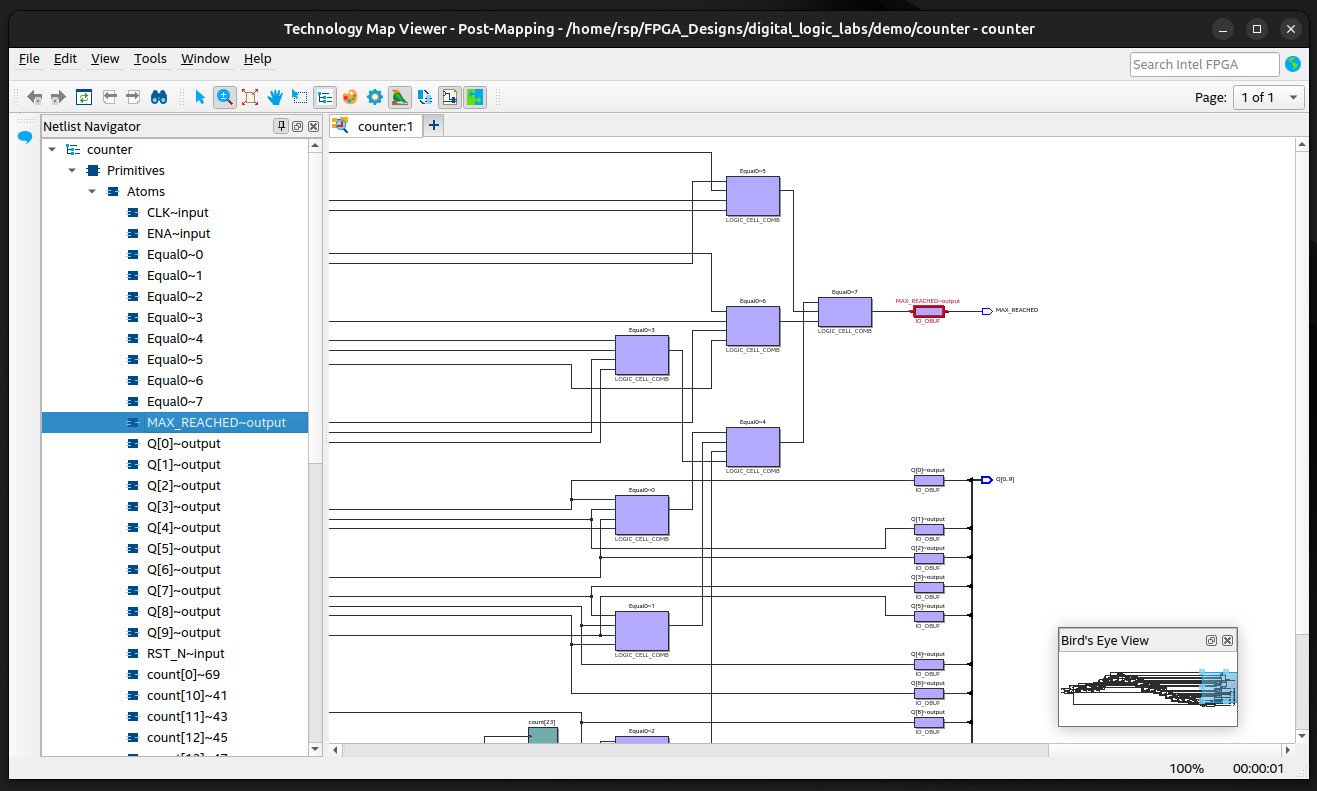 Technology Map Viewer - Post-Mapping - /home/rsp/FPGA_Designs/digital_logic_labs/demo/counter - counter
File Edit View Tools Window Help
Search Intel FPGA
Page: 1 of 1
Netlist Navigator
counter:1
counter
Primitives
Atoms
CLK~input
ENA~input
Equal0~0
Equal0~1
Equal0~2
Equal0~3
Equal0~4
Equal0~5
Equal0~6
Equal0~7
MAX_REACHED~output
Q[0]~output
Q[1]~output
Q[2]~output
Q[3]~output
Q[4]~output
Q[5]~output
Q[6]~output
Q[7]~output
Q[8]~output
Q[9]~output
RST_N~input
count[0]~69
count[10]~41
count[11]~43
count[12]~45
Equal0~5
LOGIC_CELL_COMB
Equal0~6
LOGIC_CELL_COMB
Equal0~7
LOGIC_CELL_COMB
MAX_REACHED~output
IO_OBUF
MAX_REACHED
Equal0~3
LOGIC_CELL_COMB
Equal0~4
LOGIC_CELL_COMB
Equal0~0
LOGIC_CELL_COMB
Equal0~1
LOGIC_CELL_COMB
Q[0]~output
IO_OBUF
Q[0..9]
Q[1]~output
IO_OBUF
Q[2]~output
IO_OBUF
Q[3]~output
IO_OBUF
Q[5]~output
IO_OBUF
Q[4]~output
IO_OBUF
Q[6]~output
IO_OBUF
Q[8]~output
IO_OBUF
count[23]
Equal0~2
Bird's Eye View
100% 00:00:01